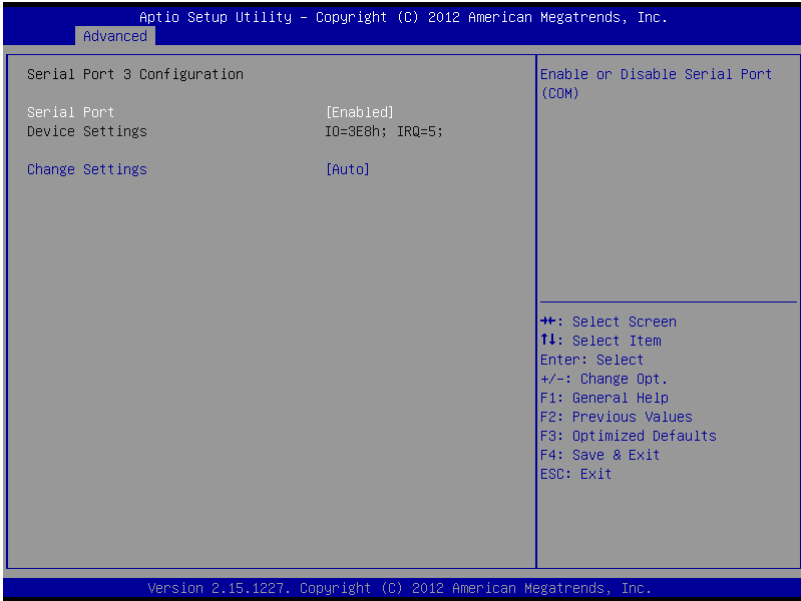 Aptio Setup Utility – Copyright (C) 2012 American Megatrends, Inc.
Advanced
Serial Port 3 Configuration
Serial Port [Enabled]
Device Settings IO=3E8h; IRQ=5;
Change Settings [Auto]
Enable or Disable Serial Port
(COM)
→←: Select Screen
↑↓: Select Item
Enter: Select
+/-: Change Opt.
F1: General Help
F2: Previous Values
F3: Optimized Defaults
F4: Save & Exit
ESC: Exit
Version 2.15.1227. Copyright (C) 2012 American Megatrends, Inc.